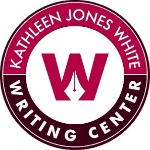 KATHLEEN JONES WHITE
W
WRITING CENTER